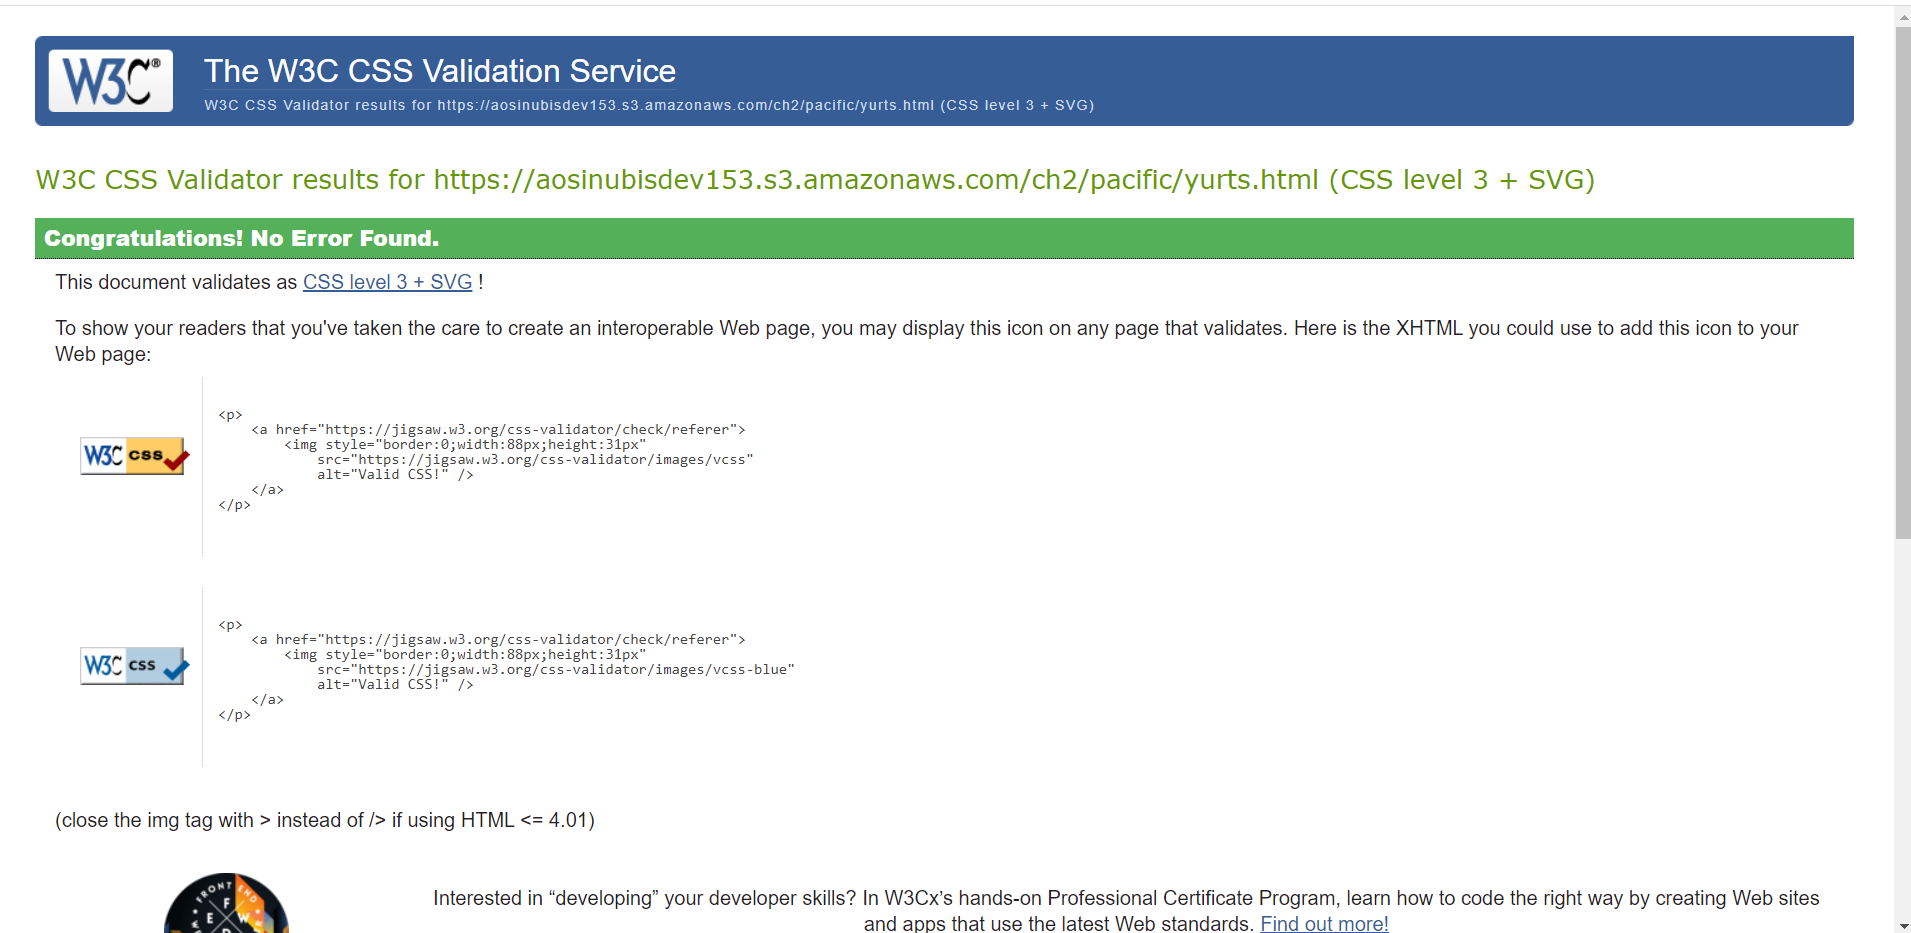 W3C®
The W3C CSS Validation Service
W3C CSS Validator results for https://aosinubisdev153.s3.amazonaws.com/ch2/pacific/yurts.html (CSS level 3 + SVG)
W3C CSS Validator results for https://aosinubisdev153.s3.amazonaws.com/ch2/pacific/yurts.html (CSS level 3 + SVG)
Congratulations! No Error Found.
This document validates as CSS level 3 + SVG !
To show your readers that you've taken the care to create an interoperable Web page, you may display this icon on any page that validates. Here is the XHTML you could use to add this icon to your
Web page:
W3C css
<p>
<a href="https://jigsaw.w3.org/css-validator/check/referer">
<img style="border:0;width:88px;height:31px"
src="https://jigsaw.w3.org/css-validator/images/vcss"
alt="Valid CSS!" />
</a>
</p>
W3C css
<p>
<a href="https://jigsaw.w3.org/css-validator/check/referer">
<img style="border:0;width:88px;height:31px"
src="https://jigsaw.w3.org/css-validator/images/vcss-blue"
alt="Valid CSS!" />
</a>
</p>
(close the img tag with > instead of /> if using HTML <= 4.01)
FRONT END
F
E W
Interested in “developing” your developer skills? In W3Cx’s hands-on Professional Certificate Program, learn how to code the right way by creating Web sites
and apps that use the latest Web standards. Find out more!